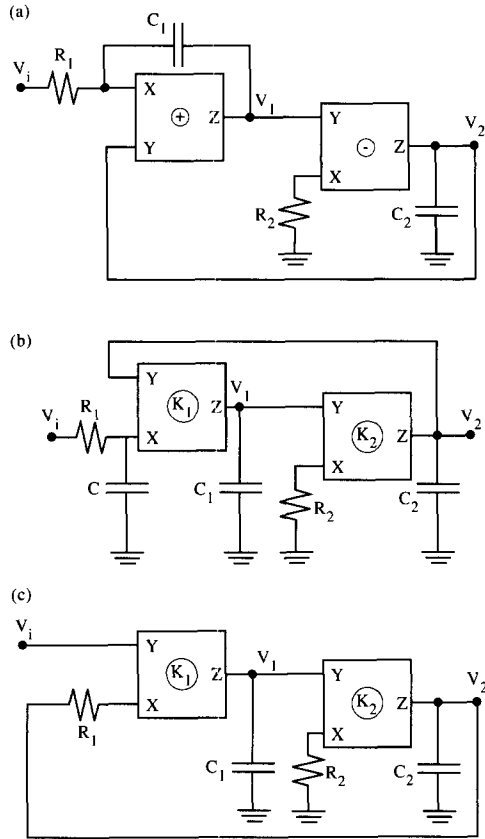 (a)
C1
Vi R1
X + Z V1 Y - Z V2
Y X
R2 C2
(b)
Y K1 Z V1
Vi R1 X Y K2 Z V2
C C1 X R2 C2
(c)
Vi Y K1 Z V1 Y K2 Z V2
R1 X X
C1 R2 C2